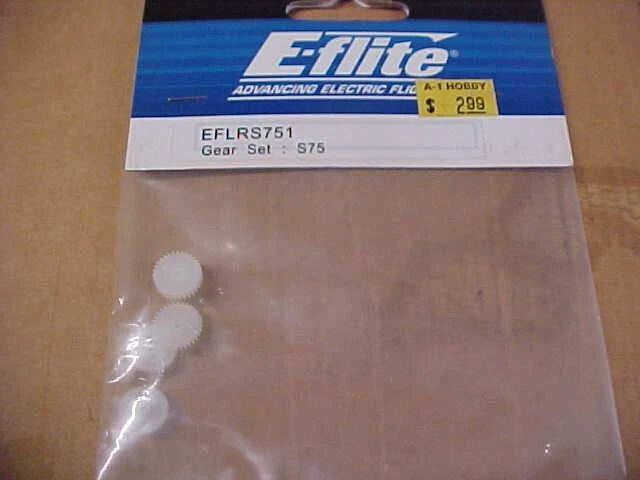 E-flite®
ADVANCING ELECTRIC FLI
A-1 HOBBY
$ 2.99
EFLRS751
Gear Set : S75